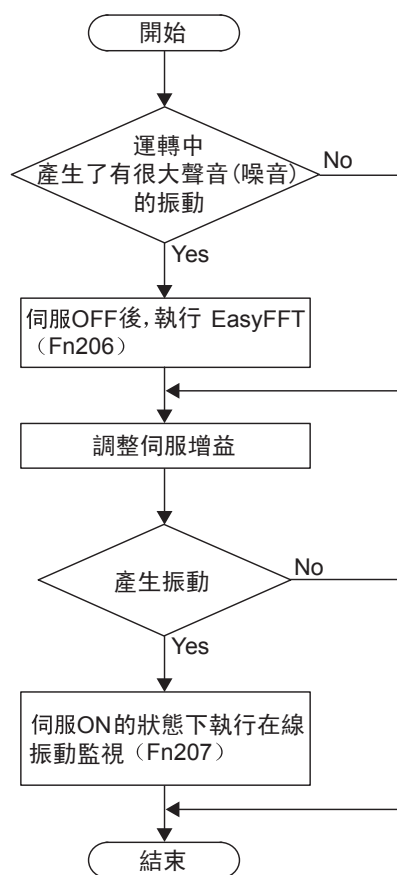 開始
運轉中
產生了有很大聲音(噪音)
的振動
No
Yes
伺服OFF後，執行 EasyFFT
（Fn206）
調整伺服增益
產生振動
No
Yes
伺服ON的狀態下執行在線
振動監視（Fn207）
結束